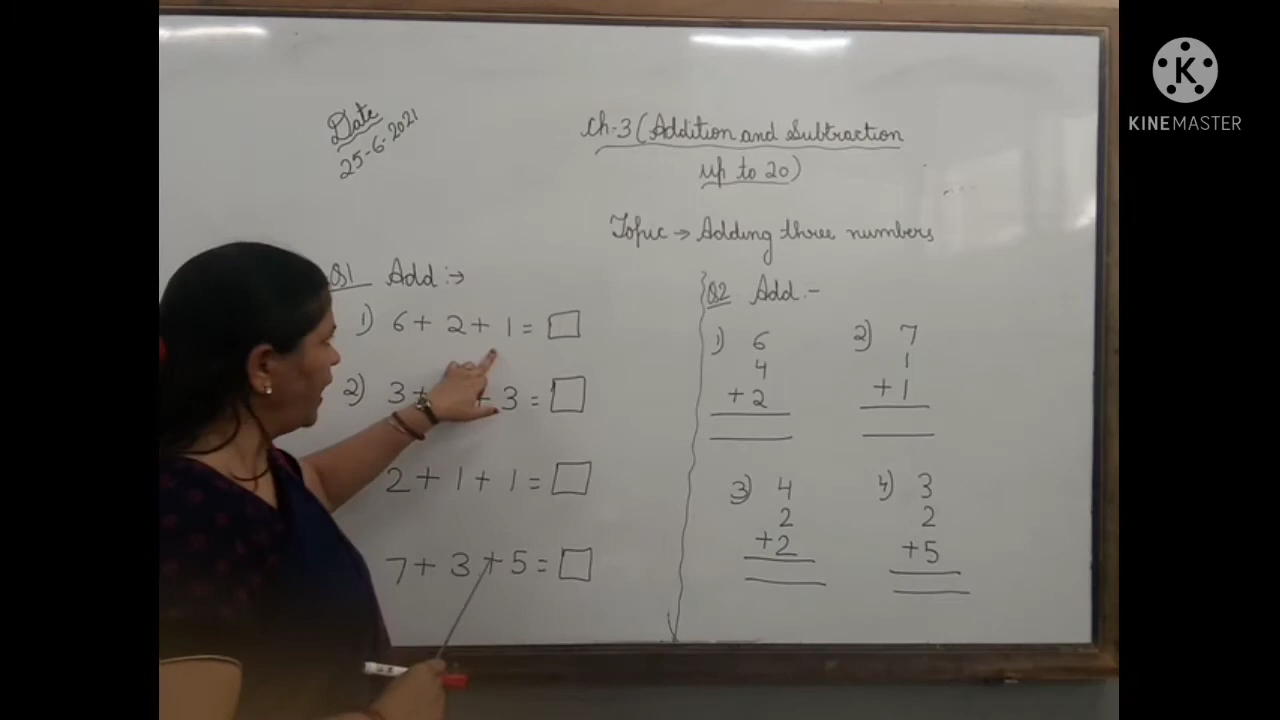 Date
25-6-2021
Ch-3 (Addition and Subtraction
up to 20)
Topic → Adding three numbers
Q1 Add :→
1) 6 + 2 + 1 = □
2) 3 + + 3 = □
2 + 1 + 1 = □
7 + 3 + 5 = □
Q2 Add :-
1) 6
4
+ 2
2) 7
1
+ 1
3) 4
2
+2
4) 3
2
+5
K
KINEMASTER